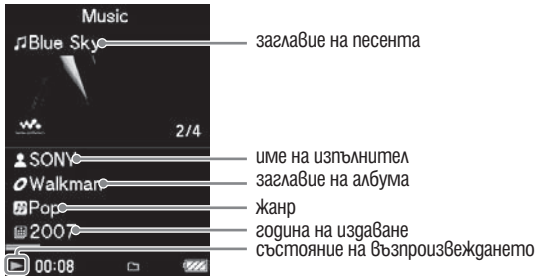 Music
Blue Sky
заглавие на песента
2/4
SONY
име на изпълнител
Walkman
заглавие на албума
Pop
жанр
2007
година на издаване
състояние на възпроизвеждането
00:08